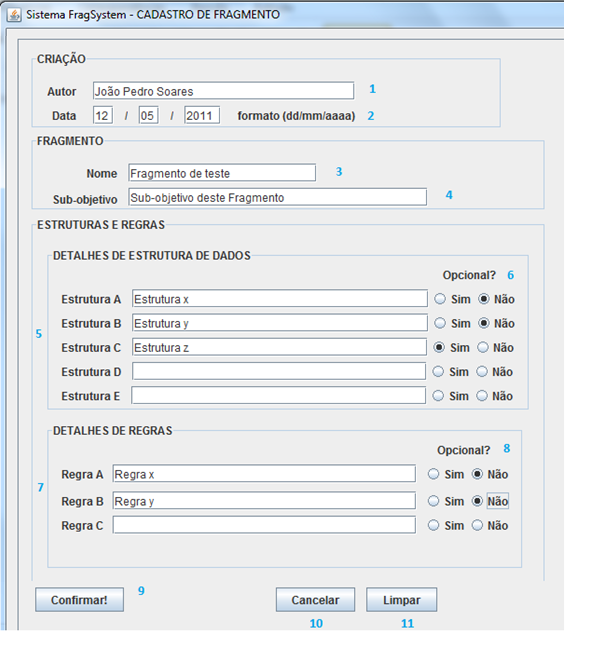 Sistema FragSystem - CADASTRO DE FRAGMENTO
CRIAÇÃO
Autor João Pedro Soares 1
Data 12 / 05 / 2011 formato (dd/mm/aaaa) 2
FRAGMENTO
Nome Fragmento de teste 3
Sub-objetivo Sub-objetivo deste Fragmento 4
ESTRUTURAS E REGRAS
DETALHES DE ESTRUTURA DE DADOS
Opcional? 6
Estrutura A Estrutura x Sim Não
Estrutura B Estrutura y Sim Não
5
Estrutura C Estrutura z Sim Não
Estrutura D Sim Não
Estrutura E Sim Não
DETALHES DE REGRAS
Opcional? 8
Regra A Regra x Sim Não
7
Regra B Regra y Sim Não
Regra C Sim Não
Confirmar! 9 Cancelar Limpar
10 11